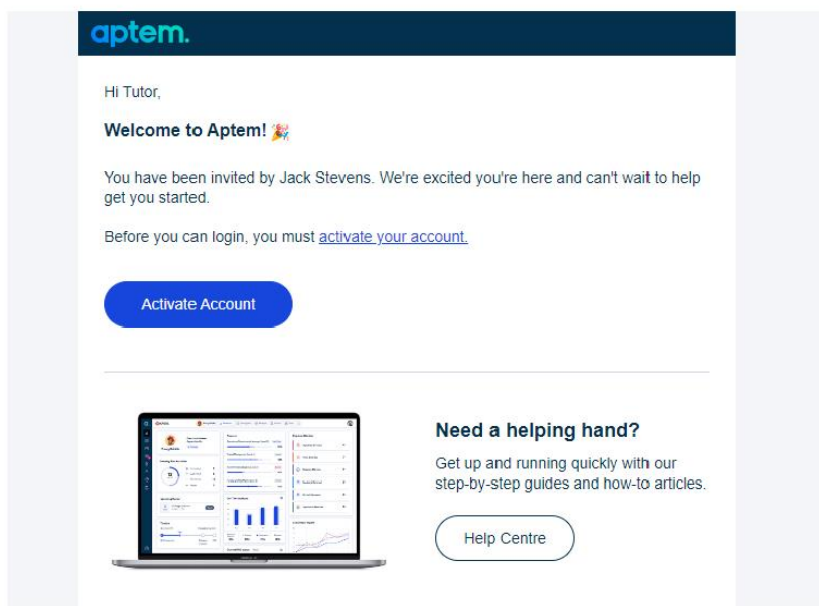 aptem.
Hi Tutor,
Welcome to Aptem! 🎉
You have been invited by Jack Stevens. We're excited you're here and can't wait to help
get you started.
Before you can login, you must activate your account.
Activate Account
Need a helping hand?
Get up and running quickly with our
step-by-step guides and how-to articles.
Help Centre